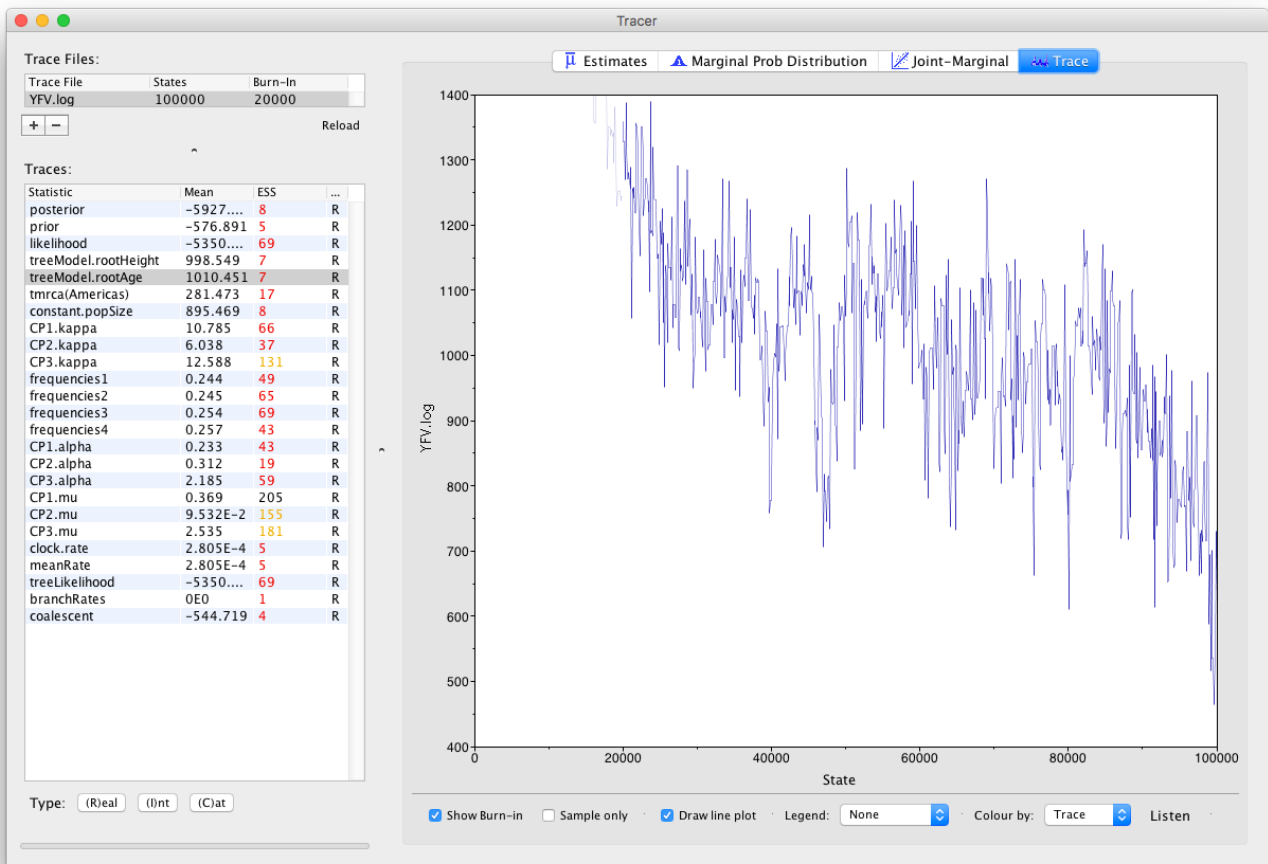 Tracer
Trace Files:
Trace File States Burn-In
YFV.log 100000 20000
+ − Reload
Traces:
Statistic Mean ESS ...
posterior -5927.... 8 R
prior -576.891 5 R
likelihood -5350.... 69 R
treeModel.rootHeight 998.549 7 R
treeModel.rootAge 1010.451 7 R
tmrca(Americas) 281.473 17 R
constant.popSize 895.469 8 R
CP1.kappa 10.785 66 R
CP2.kappa 6.038 37 R
CP3.kappa 12.588 131 R
frequencies1 0.244 49 R
frequencies2 0.245 65 R
frequencies3 0.254 69 R
frequencies4 0.257 43 R
CP1.alpha 0.233 43 R
CP2.alpha 0.312 19 R
CP3.alpha 2.185 59 R
CP1.mu 0.369 205 R
CP2.mu 9.532E-2 155 R
CP3.mu 2.535 181 R
clock.rate 2.805E-4 5 R
meanRate 2.805E-4 5 R
treeLikelihood -5350.... 69 R
branchRates 0E0 1 R
coalescent -544.719 4 R
Type: (R)eal (I)nt (C)at
Estimates Marginal Prob Distribution Joint-Marginal Trace
1400
1300
1200
1100
1000
900
800
700
600
500
400
YFV.log
0 20000 40000 60000 80000 100000
State
Show Burn-in Sample only Draw line plot Legend: None Colour by: Trace Listen